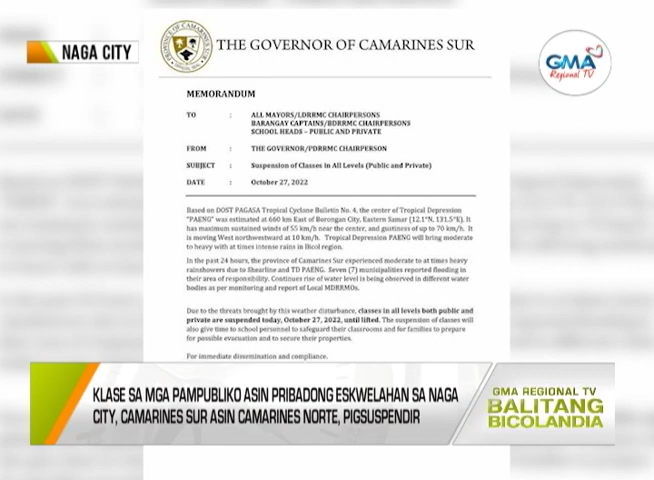 NAGA CITY
THE GOVERNOR OF CAMARINES SUR
GMA
Regional TV
MEMORANDUM
TO : ALL MAYORS/LDRRMC CHAIRPERSONS
BARANGAY CAPTAINS/BDRRMC CHAIRPERSONS
SCHOOL HEADS – PUBLIC AND PRIVATE
FROM : THE GOVERNOR/PDRRMC CHAIRPERSON
SUBJECT : Suspension of Classes in All Levels (Public and Private)
DATE : October 27, 2022
Based on DOST PAGASA Tropical Cyclone Bulletin No. 4, the center of Tropical Depression
"PAENG" was estimated at 660 km East of Borongan City, Eastern Samar (12.1°N, 131.5°E). It
has maximum sustained winds of 55 km/h near the center, and gustiness of up to 70 km/h. It
is moving West northwestward at 10 km/h. Tropical Depression PAENG will bring moderate
to heavy with at times intense rains in Bicol region.
In the past 24 hours, the province of Camarines Sur experienced moderate to at times heavy
rainshowers due to Shearline and TD PAENG. Seven (7) municipalities reported flooding in
their area of responsibility. Continues rise of water level is being observed in different water
bodies as per monitoring and report of Local MDRRMOs.
Due to the threats brought by this weather disturbance, classes in all levels both public and
private are suspended today, October 27, 2022, until lifted. The suspension of classes will
also give time to school personnel to safeguard their classrooms and for families to prepare
for possible evacuation and to secure their properties.
For immediate dissemination and compliance.
KLASE SA MGA PAMPUBLIKO ASIN PRIBADONG ESKWELAHAN SA NAGA
CITY, CAMARINES SUR ASIN CAMARINES NORTE, PIGSUSPENDIR
GMA REGIONAL TV
BALITANG
BICOLANDIA